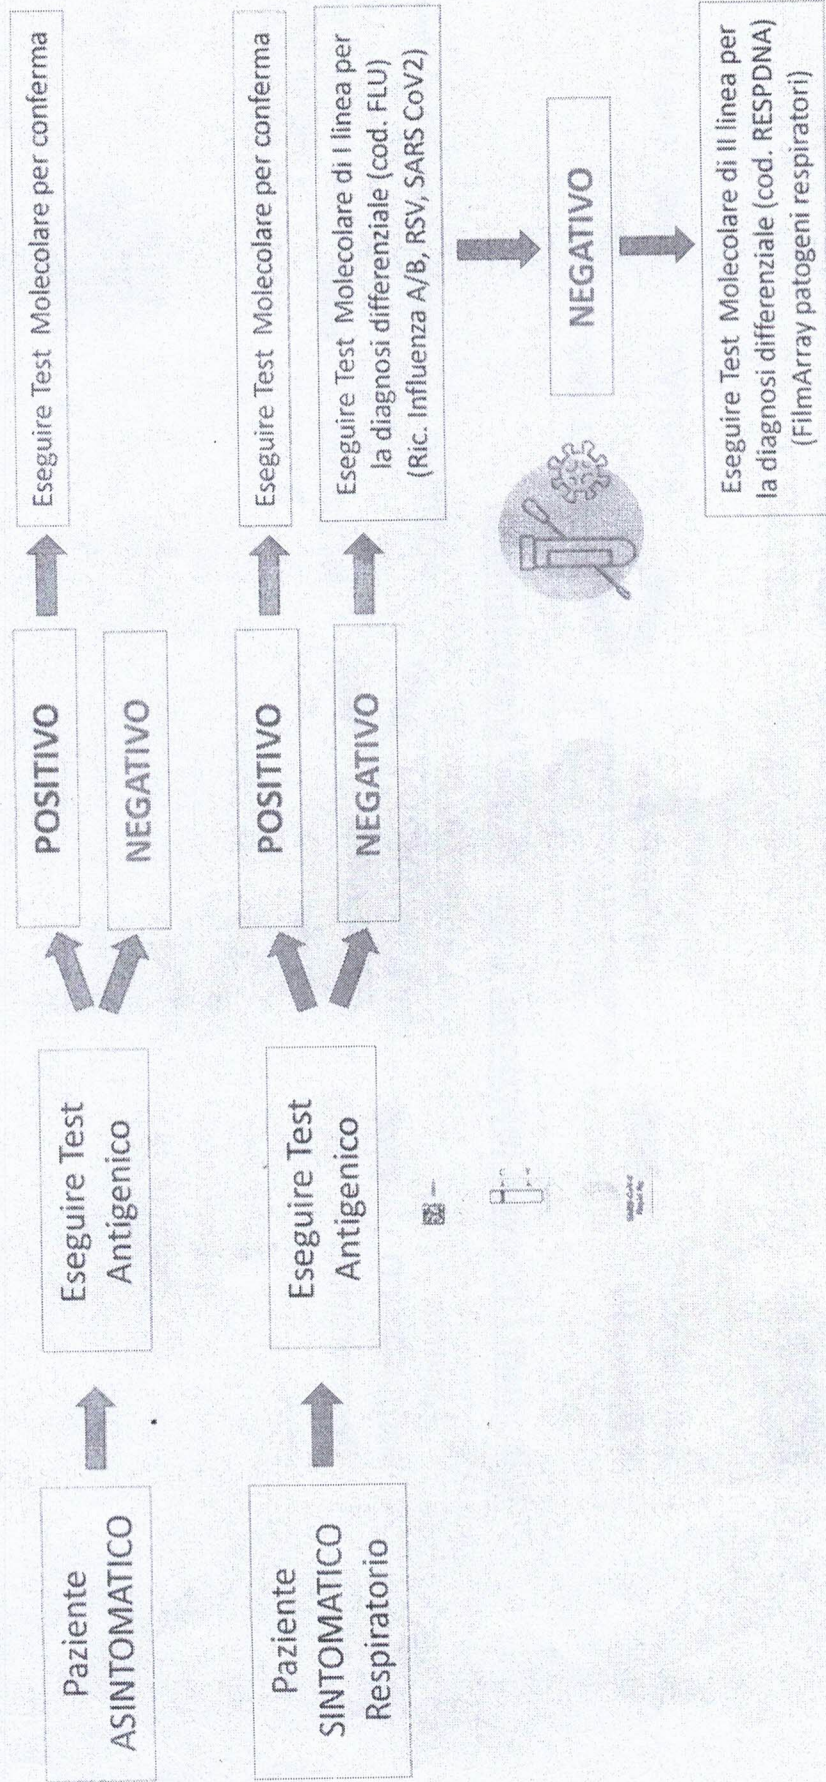 Paziente
ASINTOMATICO
Eseguire Test
Antigenico
POSITIVO
Eseguire Test Molecolare per conferma
NEGATIVO
Paziente
SINTOMATICO
Respiratorio
Eseguire Test
Antigenico
POSITIVO
Eseguire Test Molecolare per conferma
NEGATIVO
Eseguire Test Molecolare di I linea per
la diagnosi differenziale (cod. FLU)
(Ric. Influenza A/B, RSV, SARS CoV2)
NEGATIVO
Eseguire Test Molecolare di II linea per
la diagnosi differenziale (cod. RESPDNA)
(FilmArray patogeni respiratori)